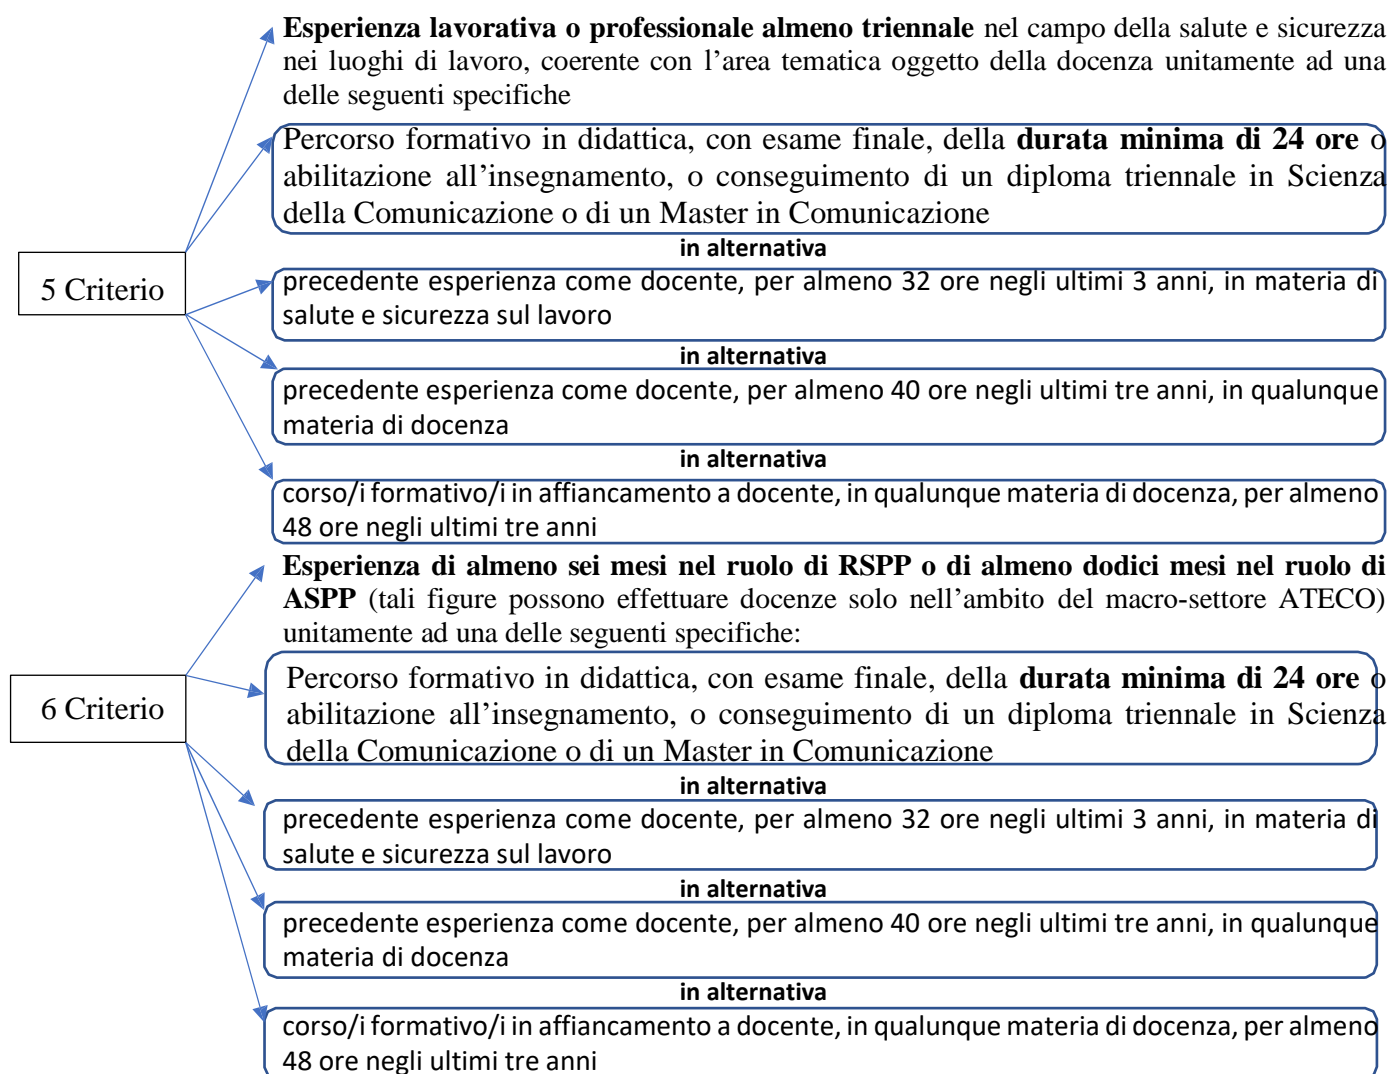 Esperienza lavorativa o professionale almeno triennale nel campo della salute e sicurezza
nei luoghi di lavoro, coerente con l’area tematica oggetto della docenza unitamente ad una
delle seguenti specifiche
Percorso formativo in didattica, con esame finale, della durata minima di 24 ore o
abilitazione all’insegnamento, o conseguimento di un diploma triennale in Scienza
della Comunicazione o di un Master in Comunicazione
in alternativa
5 Criterio
precedente esperienza come docente, per almeno 32 ore negli ultimi 3 anni, in materia di
salute e sicurezza sul lavoro
in alternativa
precedente esperienza come docente, per almeno 40 ore negli ultimi tre anni, in qualunque
materia di docenza
in alternativa
corso/i formativo/i in affiancamento a docente, in qualunque materia di docenza, per almeno
48 ore negli ultimi tre anni
Esperienza di almeno sei mesi nel ruolo di RSPP o di almeno dodici mesi nel ruolo di
ASPP (tali figure possono effettuare docenze solo nell’ambito del macro-settore ATECO)
unitamente ad una delle seguenti specifiche:
6 Criterio
Percorso formativo in didattica, con esame finale, della durata minima di 24 ore o
abilitazione all’insegnamento, o conseguimento di un diploma triennale in Scienza
della Comunicazione o di un Master in Comunicazione
in alternativa
precedente esperienza come docente, per almeno 32 ore negli ultimi 3 anni, in materia di
salute e sicurezza sul lavoro
in alternativa
precedente esperienza come docente, per almeno 40 ore negli ultimi tre anni, in qualunque
materia di docenza
in alternativa
corso/i formativo/i in affiancamento a docente, in qualunque materia di docenza, per almeno
48 ore negli ultimi tre anni